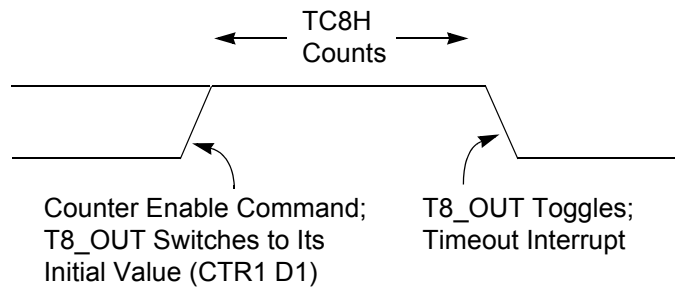 TC8H
Counts
Counter Enable Command;
T8_OUT Switches to Its
Initial Value (CTR1 D1)
T8_OUT Toggles;
Timeout Interrupt